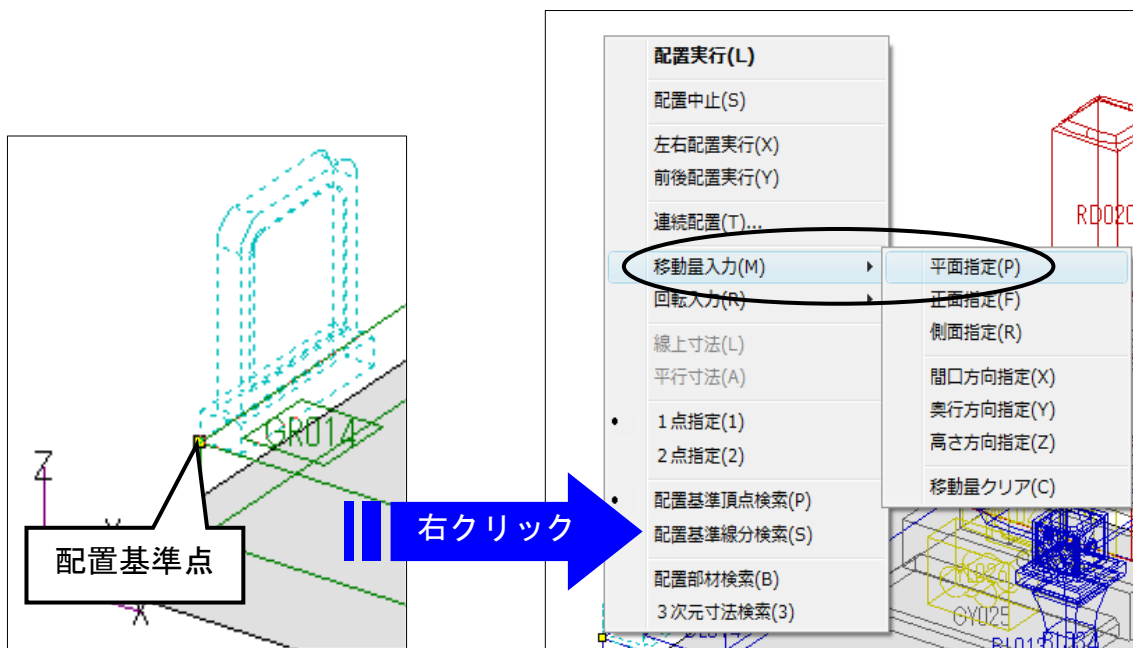 GR014
Z
X
配置基準点
右クリック
配置実行(L)
配置中止(S)
左右配置実行(X)
前後配置実行(Y)
連続配置(T)...
移動量入力(M)
回転入力(R)
線上寸法(L)
平行寸法(A)
1点指定(1)
2点指定(2)
配置基準頂点検索(P)
配置基準線分検索(S)
配置部材検索(B)
3次元寸法検索(3)
平面指定(P)
正面指定(F)
側面指定(R)
間口方向指定(X)
奥行方向指定(Y)
高さ方向指定(Z)
移動量クリア(C)
RD020
GY025